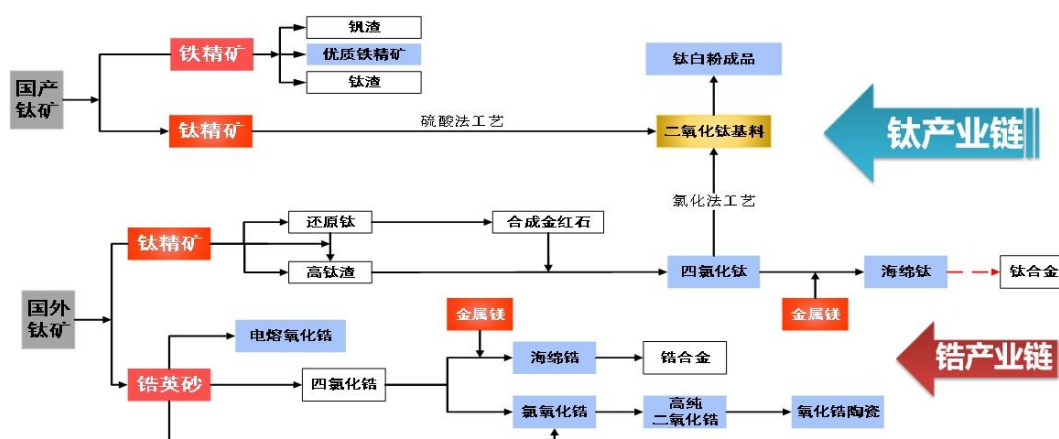 钒渣
铁精矿
优质铁精矿
钛渣
国产
钛矿
钛精矿
硫酸法工艺
钛白粉成品
二氧化钛基料
钛产业链
氯化法工艺
还原钛
合成金红石
钛精矿
高钛渣
四氯化钛
海绵钛
钛合金
金属镁
国外
钛矿
电熔氧化锆
金属镁
锆产业链
海绵锆
锆合金
锆英砂
四氯化锆
氯氧化锆
高纯
二氧化锆
氧化锆陶瓷